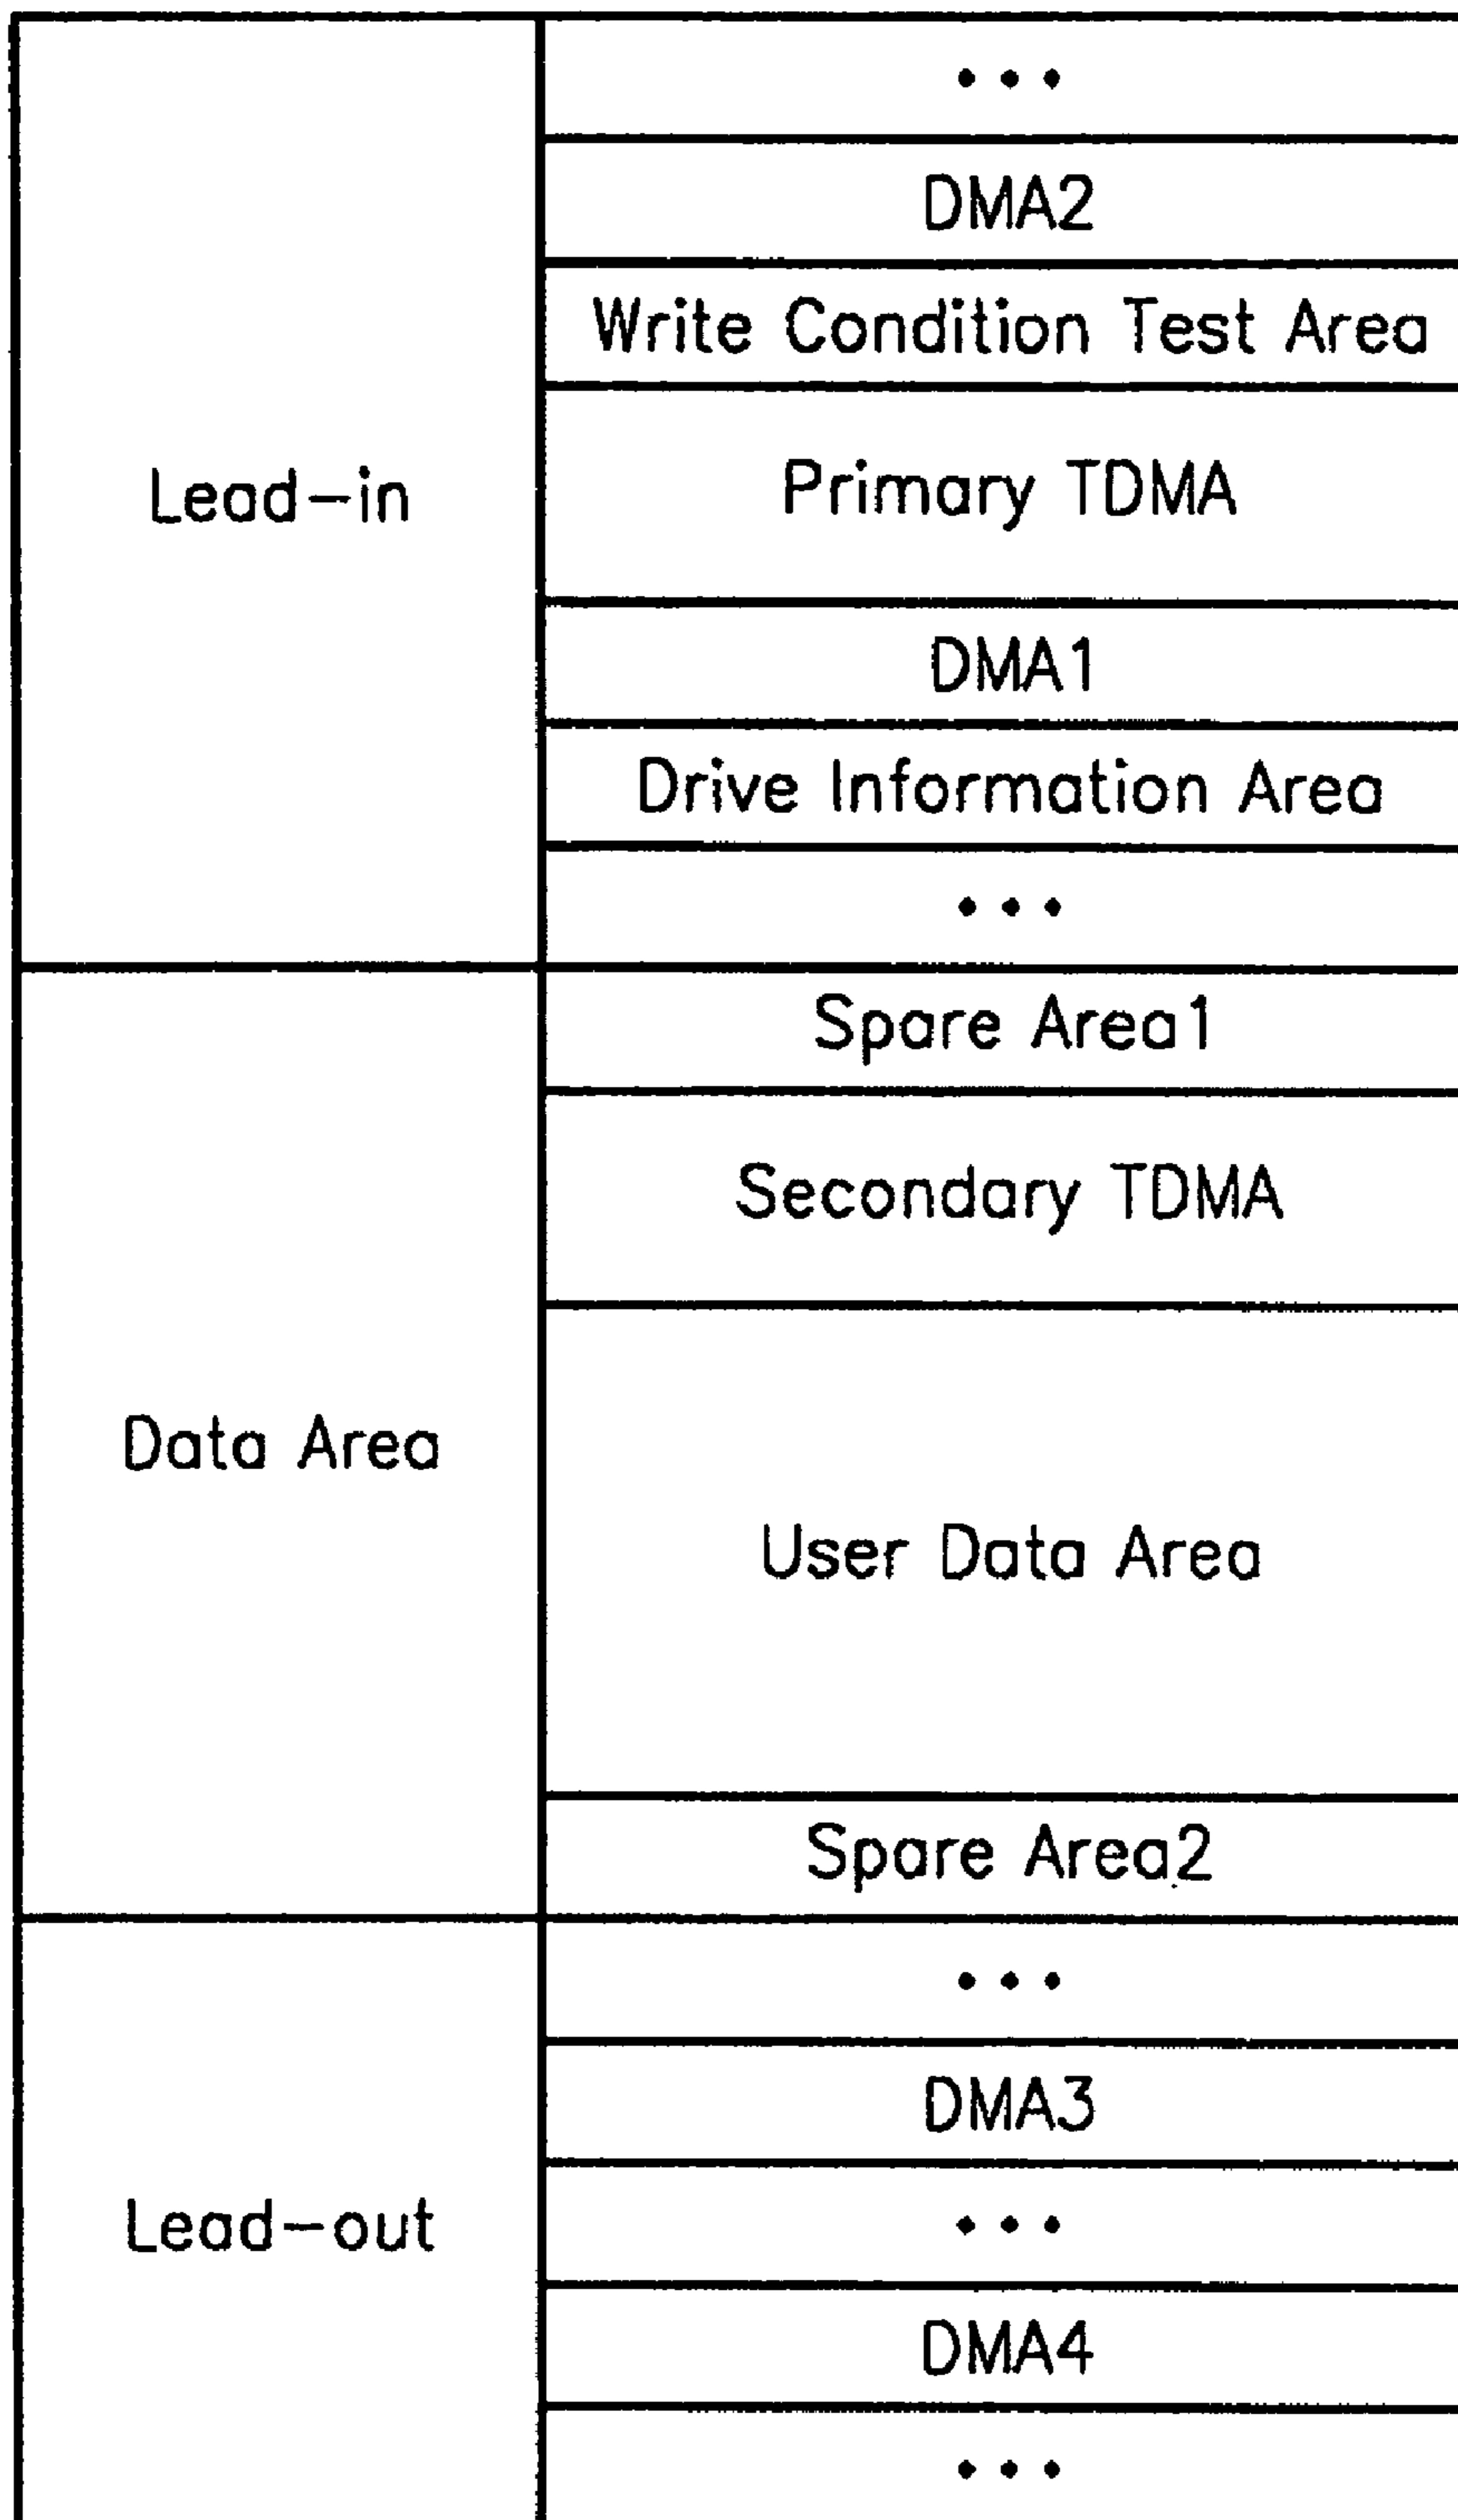 • • •
DMA2
Write Condition Test Area
Lead-in
Primary TDMA
DMA1
Drive Information Area
• • •
Spare Area1
Secondary TDMA
Data Area
User Data Area
Spare Area2
• • •
DMA3
Lead-out
• • •
DMA4
• • •